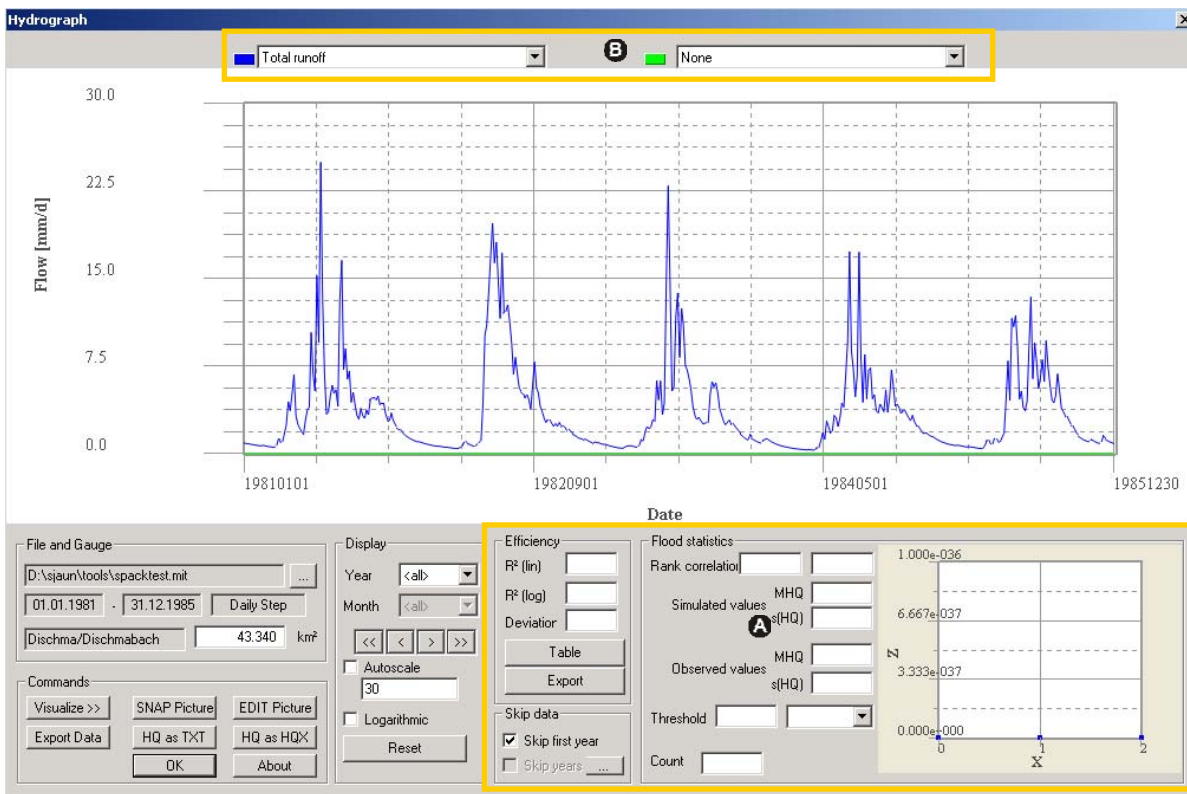 Hydrograph
Total runoff
B
None
30.0
22.5
15.0
7.5
0.0
Flow [mm/d]
19810101
19820901
19840501
19851230
Date
File and Gauge
D:\sjaun\tools\spacktest.mit
...
01.01.1981 - 31.12.1985 Daily Step
Dischma/Dischmabach 43.340 km²
Commands
Visualize >> SNAP Picture EDIT Picture
Export Data HQ as TXT HQ as HQX
OK About
Display
Year <all>
Month <all>
<< < > >>
Autoscale
30
Logarithmic
Reset
Efficiency
R² (lin)
R² (log)
Deviation
Table
Export
Skip data
Skip first year
Skip years ...
Flood statistics
Rank correlation
MHQ
Simulated values
s(HQ)
A
MHQ
Observed values
s(HQ)
Threshold
Count
1.000e-036
6.667e-037
3.333e-037
0.000e+000
Z
0 1 2
X